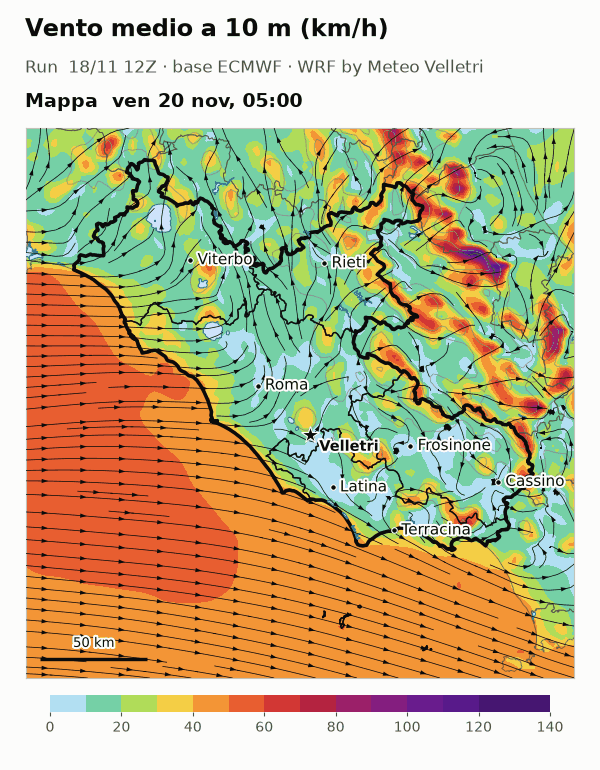 Vento medio a 10 m (km/h)
Run  18/11 12Z · base ECMWF · WRF by Meteo Velletri
Mappa  ven 20 nov, 05:00
Viterbo
Rieti
Roma
Velletri
Frosinone
Cassino
Latina
Terracina
50 km
0 20 40 60 80 100 120 140